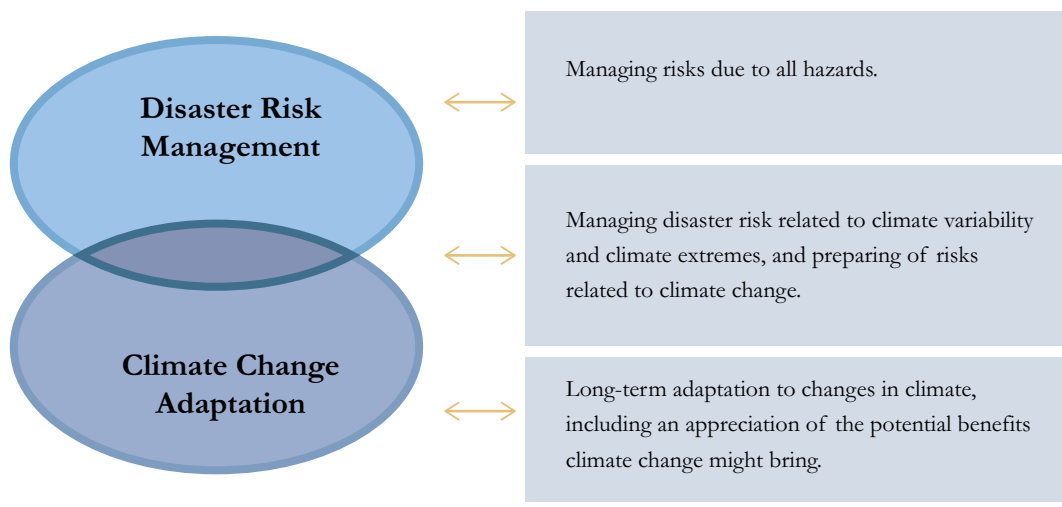 Disaster Risk
Management
Managing risks due to all hazards.
Managing disaster risk related to climate variability
and climate extremes, and preparing of risks
related to climate change.
Climate Change
Adaptation
Long-term adaptation to changes in climate,
including an appreciation of the potential benefits
climate change might bring.